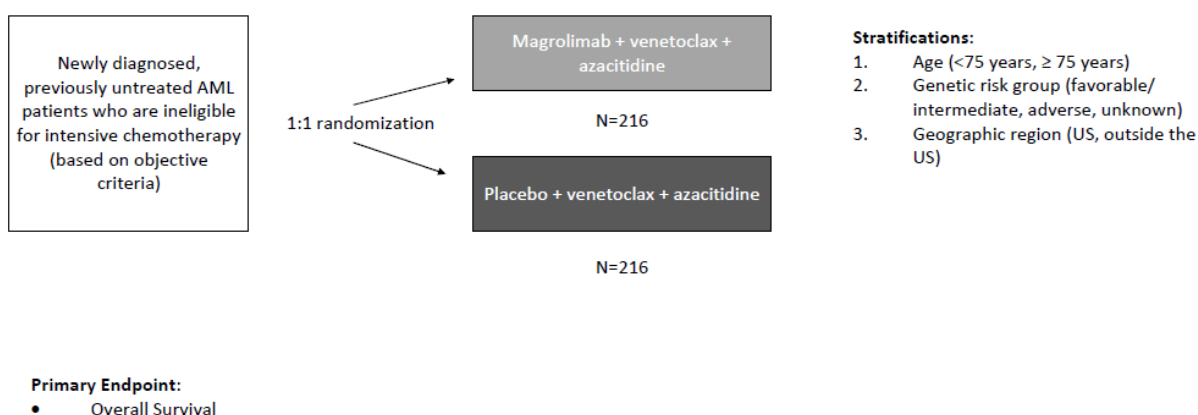 Newly diagnosed,
previously untreated AML
patients who are ineligible
for intensive chemotherapy
(based on objective
criteria)
1:1 randomization
Magrolimab + venetoclax +
azacitidine
N=216
Placebo + venetoclax + azacitidine
N=216
Stratifications:
1. Age (<75 years, ≥ 75 years)
2. Genetic risk group (favorable/
intermediate, adverse, unknown)
3. Geographic region (US, outside the
US)
Primary Endpoint:
• Overall Survival